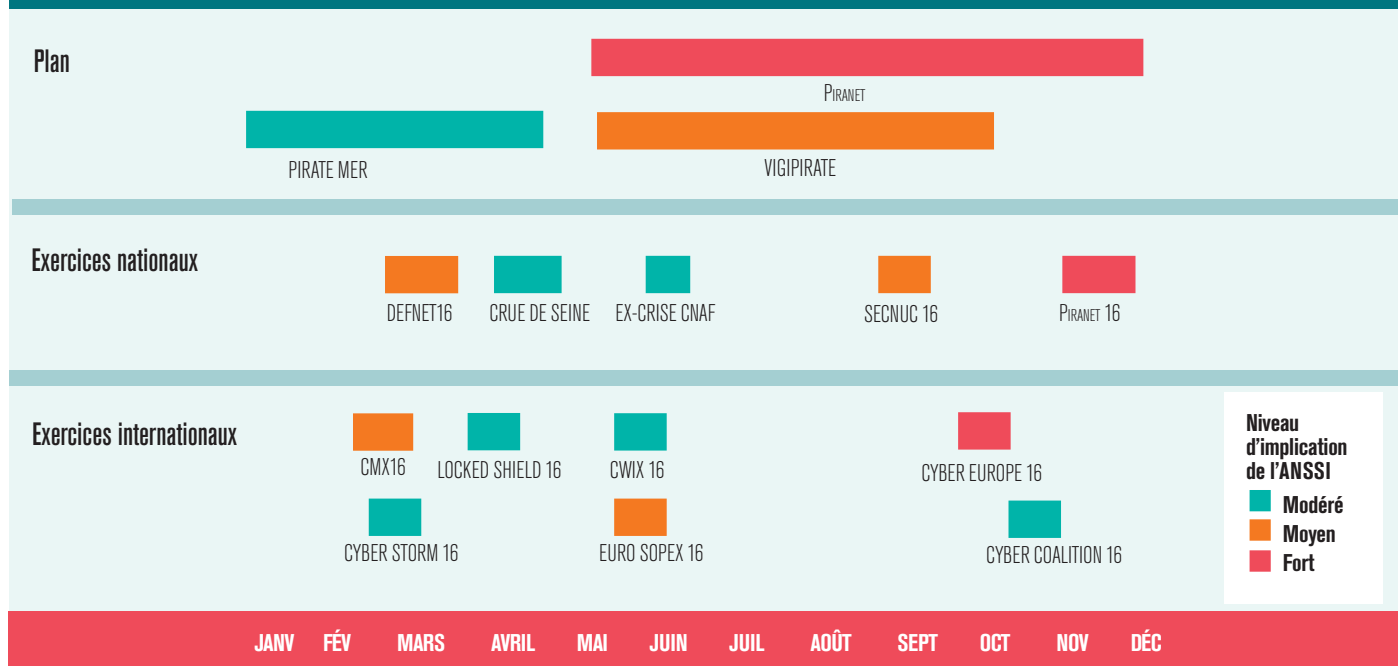 Plan
PIRANET
PIRATE MER
VIGIPIRATE
Exercices nationaux
DEFNET16
CRUE DE SEINE
EX-CRISE CNAF
SECNUC 16
PIRANET 16
Exercices internationaux
CMX16
LOCKED SHIELD 16
CWIX 16
CYBER EUROPE 16
CYBER STORM 16
EURO SOPEX 16
CYBER COALITION 16
Niveau
d'implication
de l'ANSSI
Modéré
Moyen
Fort
JANV FÉV MARS AVRIL MAI JUIN JUIL AOÛT SEPT OCT NOV DÉC